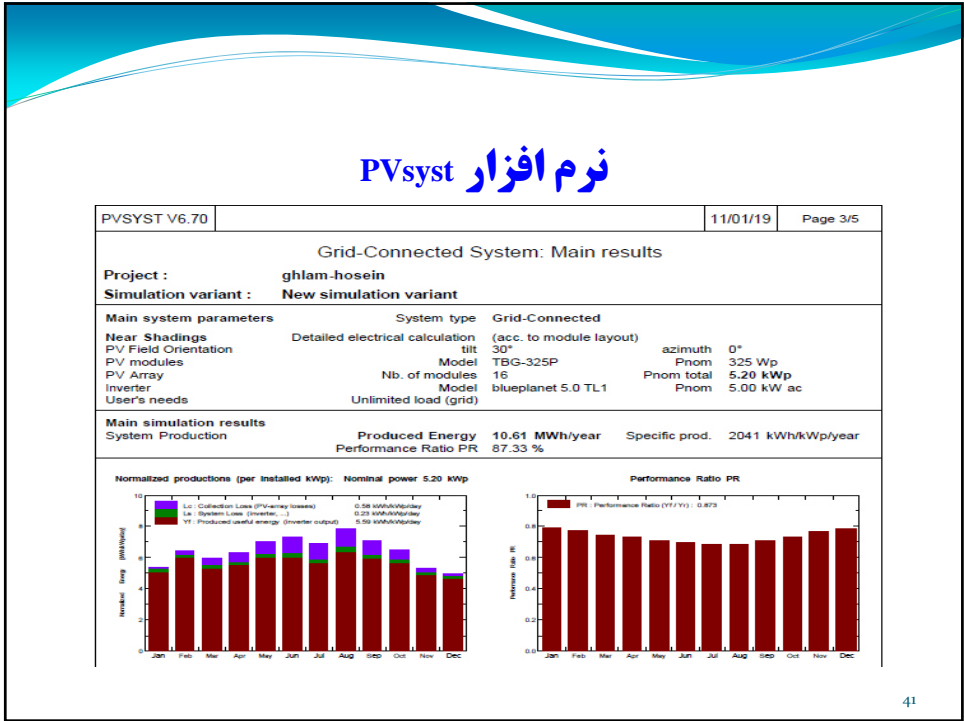 نرم افزار PVsyst
PVSYST V6.70 11/01/19 Page 3/5
Grid-Connected System: Main results
Project : ghlam-hosein
Simulation variant : New simulation variant
Main system parameters System type Grid-Connected
Near Shadings Detailed electrical calculation (acc. to module layout)
PV Field Orientation tilt 30° azimuth 0°
PV modules Model TBG-325P Pnom 325 Wp
PV Array Nb. of modules 16 Pnom total 5.20 kWp
Inverter Model blueplanet 5.0 TL1 Pnom 5.00 kW ac
User's needs Unlimited load (grid)
Main simulation results
System Production Produced Energy 10.61 MWh/year Specific prod. 2041 kWh/kWp/year
Performance Ratio PR 87.33 %
Normalized productions (per installed kWp): Nominal power 5.20 kWp
Lc : Collection Loss (PV-array losses) 0.58 kWh/kWp/day
Ls : System Loss (inverter, ...) 0.23 kWh/kWp/day
Yf : Produced useful energy (inverter output) 5.59 kWh/kWp/day
Normalized Energy [kWh/kWp/day]
10
8
6
4
2
0
Jan Feb Mar Apr May Jun Jul Aug Sep Oct Nov Dec
Performance Ratio PR
PR : Performance Ratio (Yf / Yr) : 0.873
Performance Ratio PR
1.0
0.8
0.6
0.4
0.2
0.0
Jan Feb Mar Apr May Jun Jul Aug Sep Oct Nov Dec
41